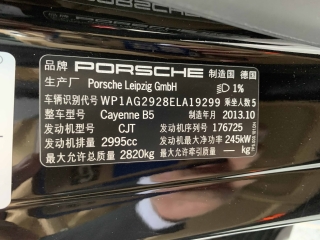 品牌 PORSCHE 制造国 德国
生产厂 Porsche Leipzig GmbH 1%
车辆识别代号 WP1AG2928ELA19299 乘坐人数 5
整车型号 Cayenne B5 制造年月 2013.10
发动机型号 CJT 发动机序列号 176725
发动机排量 2995cc 发动机最大净功率 245kW
最大允许总质量 2820kg 最大允许牵引质量 — kg